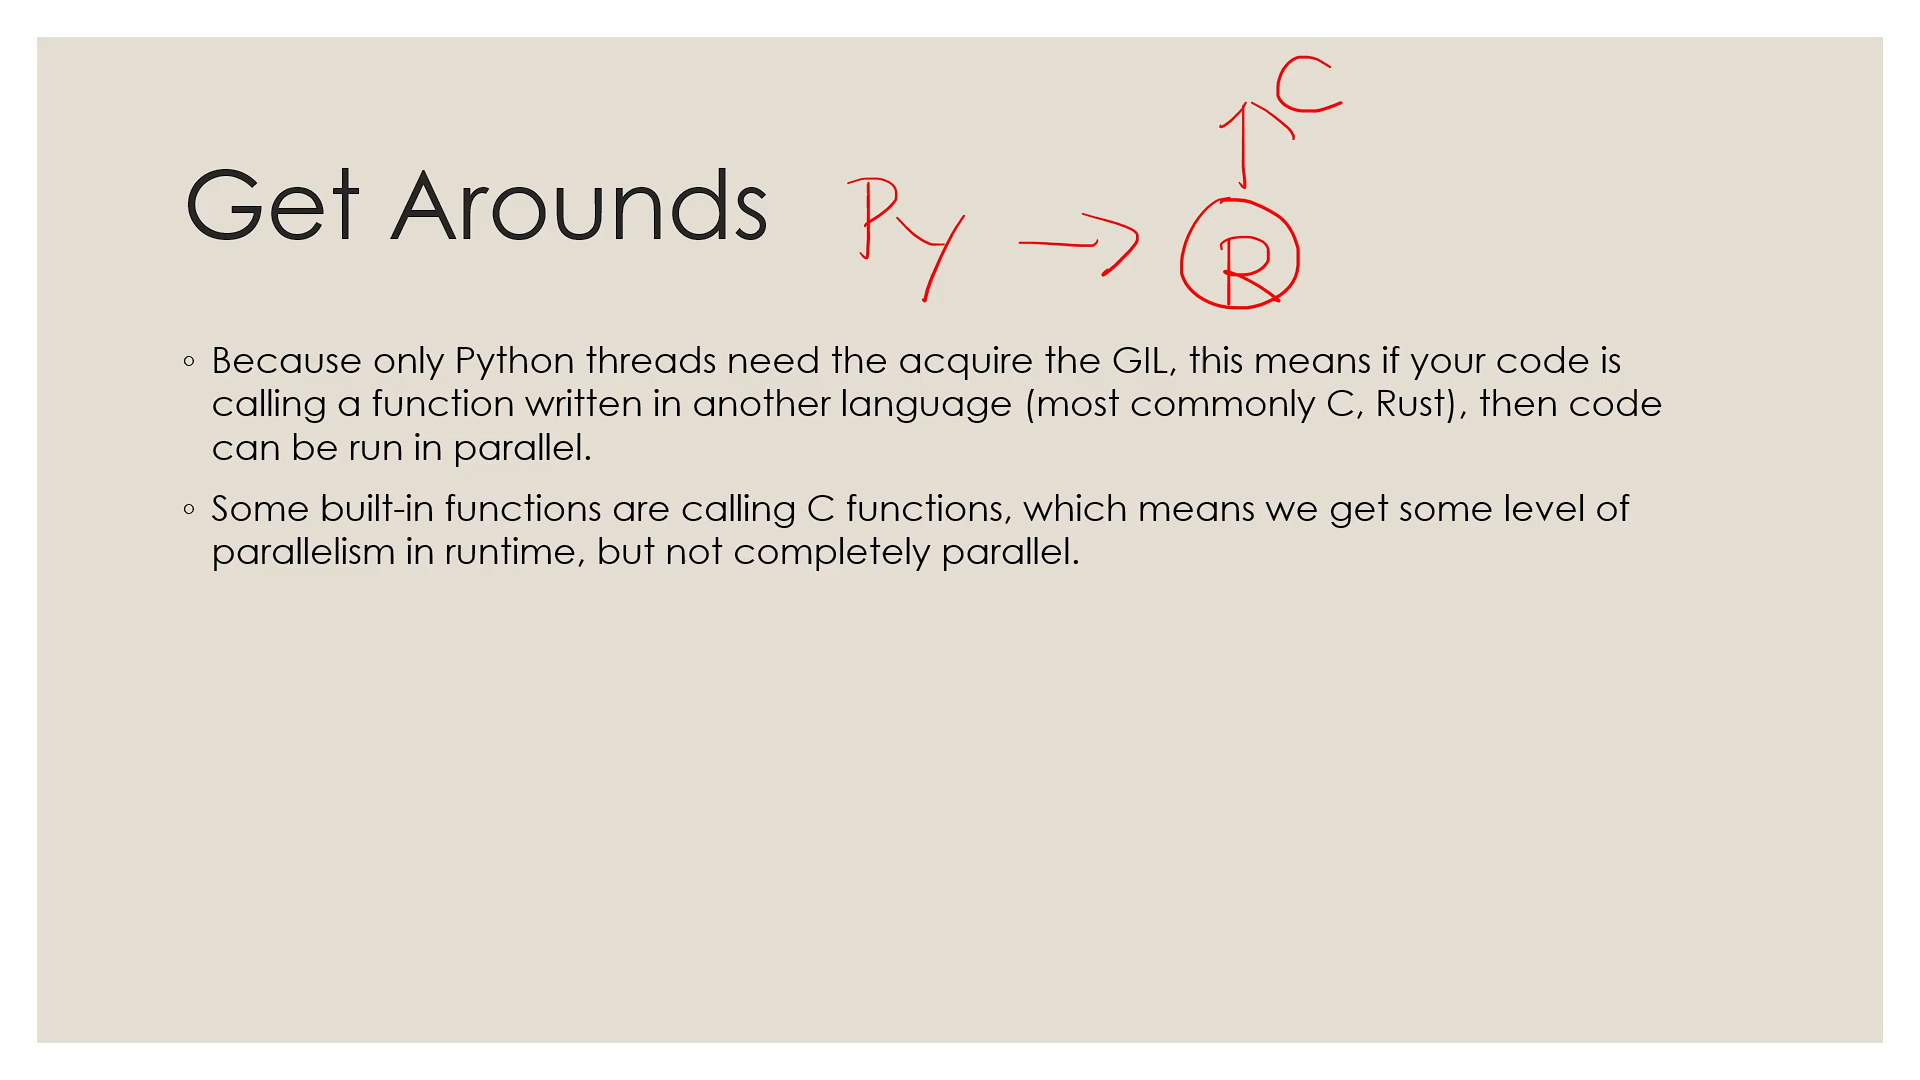 C
Get Arounds Py R
◦ Because only Python threads need the acquire the GIL, this means if your code is
calling a function written in another language (most commonly C, Rust), then code
can be run in parallel.
◦ Some built-in functions are calling C functions, which means we get some level of
parallelism in runtime, but not completely parallel.